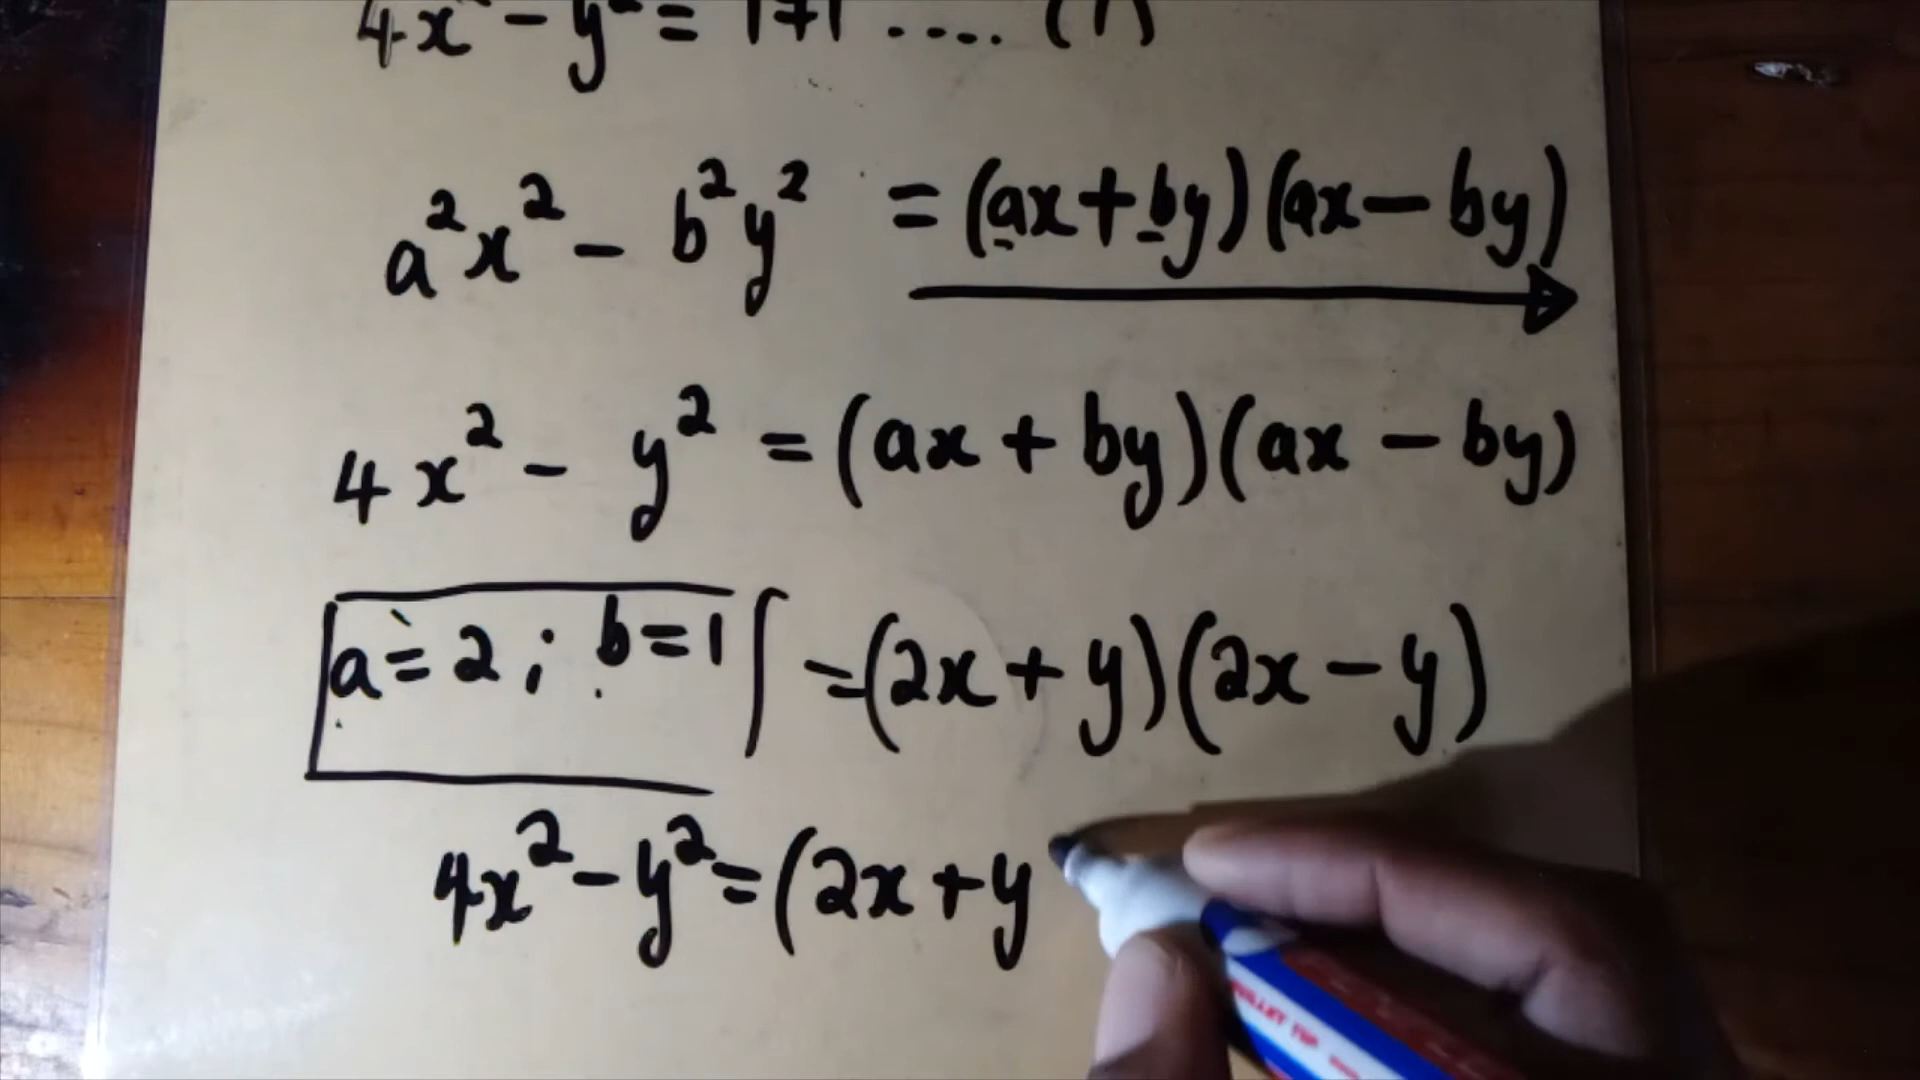 4x² - y² = 171 .... (1)
a²x² - b²y² = (ax + by)(ax - by)
4x² - y² = (ax + by)(ax - by)
a = 2 ; b = 1 = (2x + y)(2x - y)
4x² - y² = (2x + y